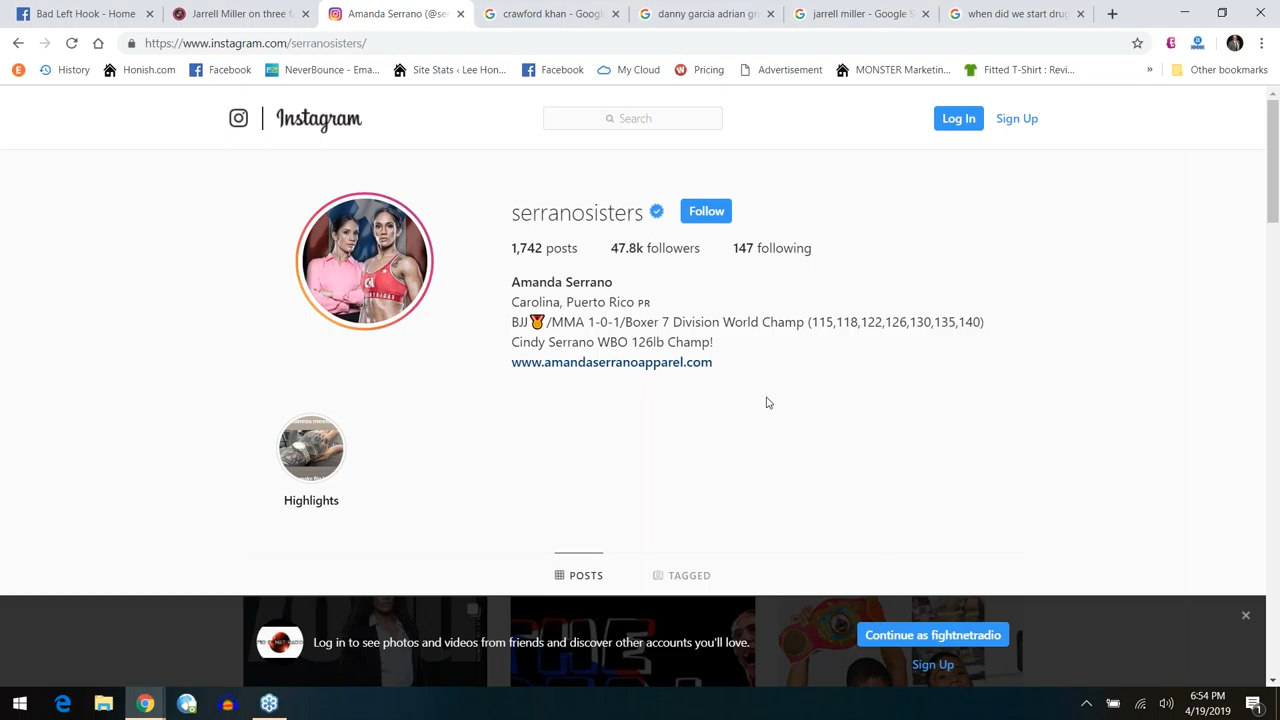 Bad Left Hook - Home
Jarrell Miller on three f
Amanda Serrano (@se
crawford khan - Goog
danny garcia adrian gr
jarrell miller - Google S
when did we start dru
https://www.instagram.com/serranosisters/
History
Honish.com
Facebook
NeverBounce - Ema...
Site Stats ‹ Lee Hon...
Facebook
My Cloud
Pricing
Advertisement
MONSTER Marketin...
Fitted T-Shirt : Revi...
»
Other bookmarks
Instagram
Search
Log In
Sign Up
serranosisters
Follow
1,742 posts 47.8k followers 147 following
Amanda Serrano
Carolina, Puerto Rico PR
BJJ🏅/MMA 1-0-1/Boxer 7 Division World Champ (115,118,122,126,130,135,140)
Cindy Serrano WBO 126lb Champ!
www.amandaserranoapparel.com
Highlights
POSTS
TAGGED
Log in to see photos and videos from friends and discover other accounts you'll love.
Continue as fightnetradio
Sign Up
6:54 PM
4/19/2019